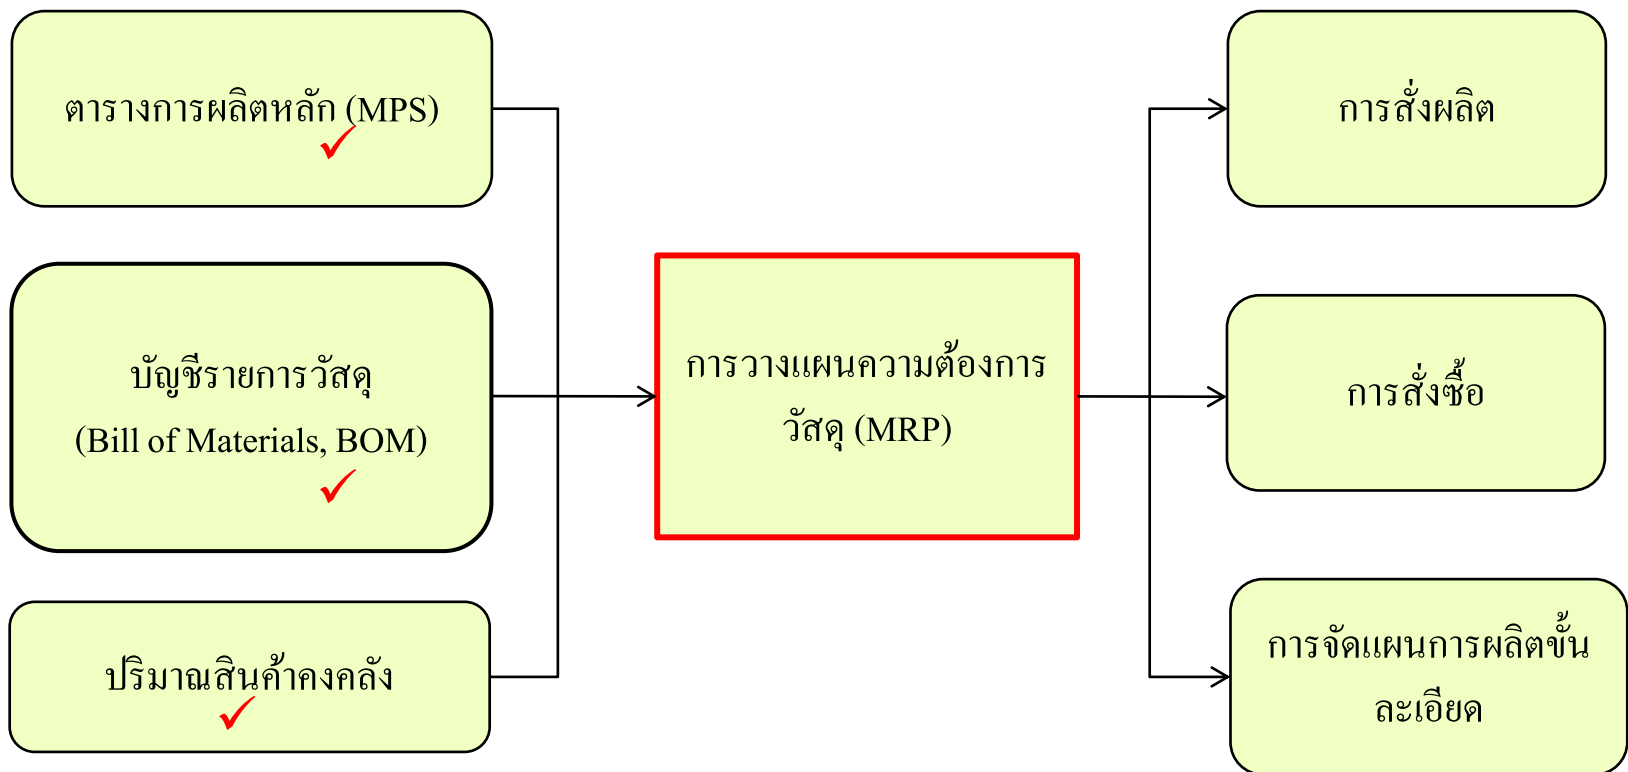 ตารางการผลิตหลัก (MPS)
บัญชีรายการวัสดุ
(Bill of Materials, BOM)
ปริมาณสินค้าคงคลัง
การวางแผนความต้องการ
วัสดุ (MRP)
การสั่งผลิต
การสั่งซื้อ
การจัดแผนการผลิตขั้น
ละเอียด